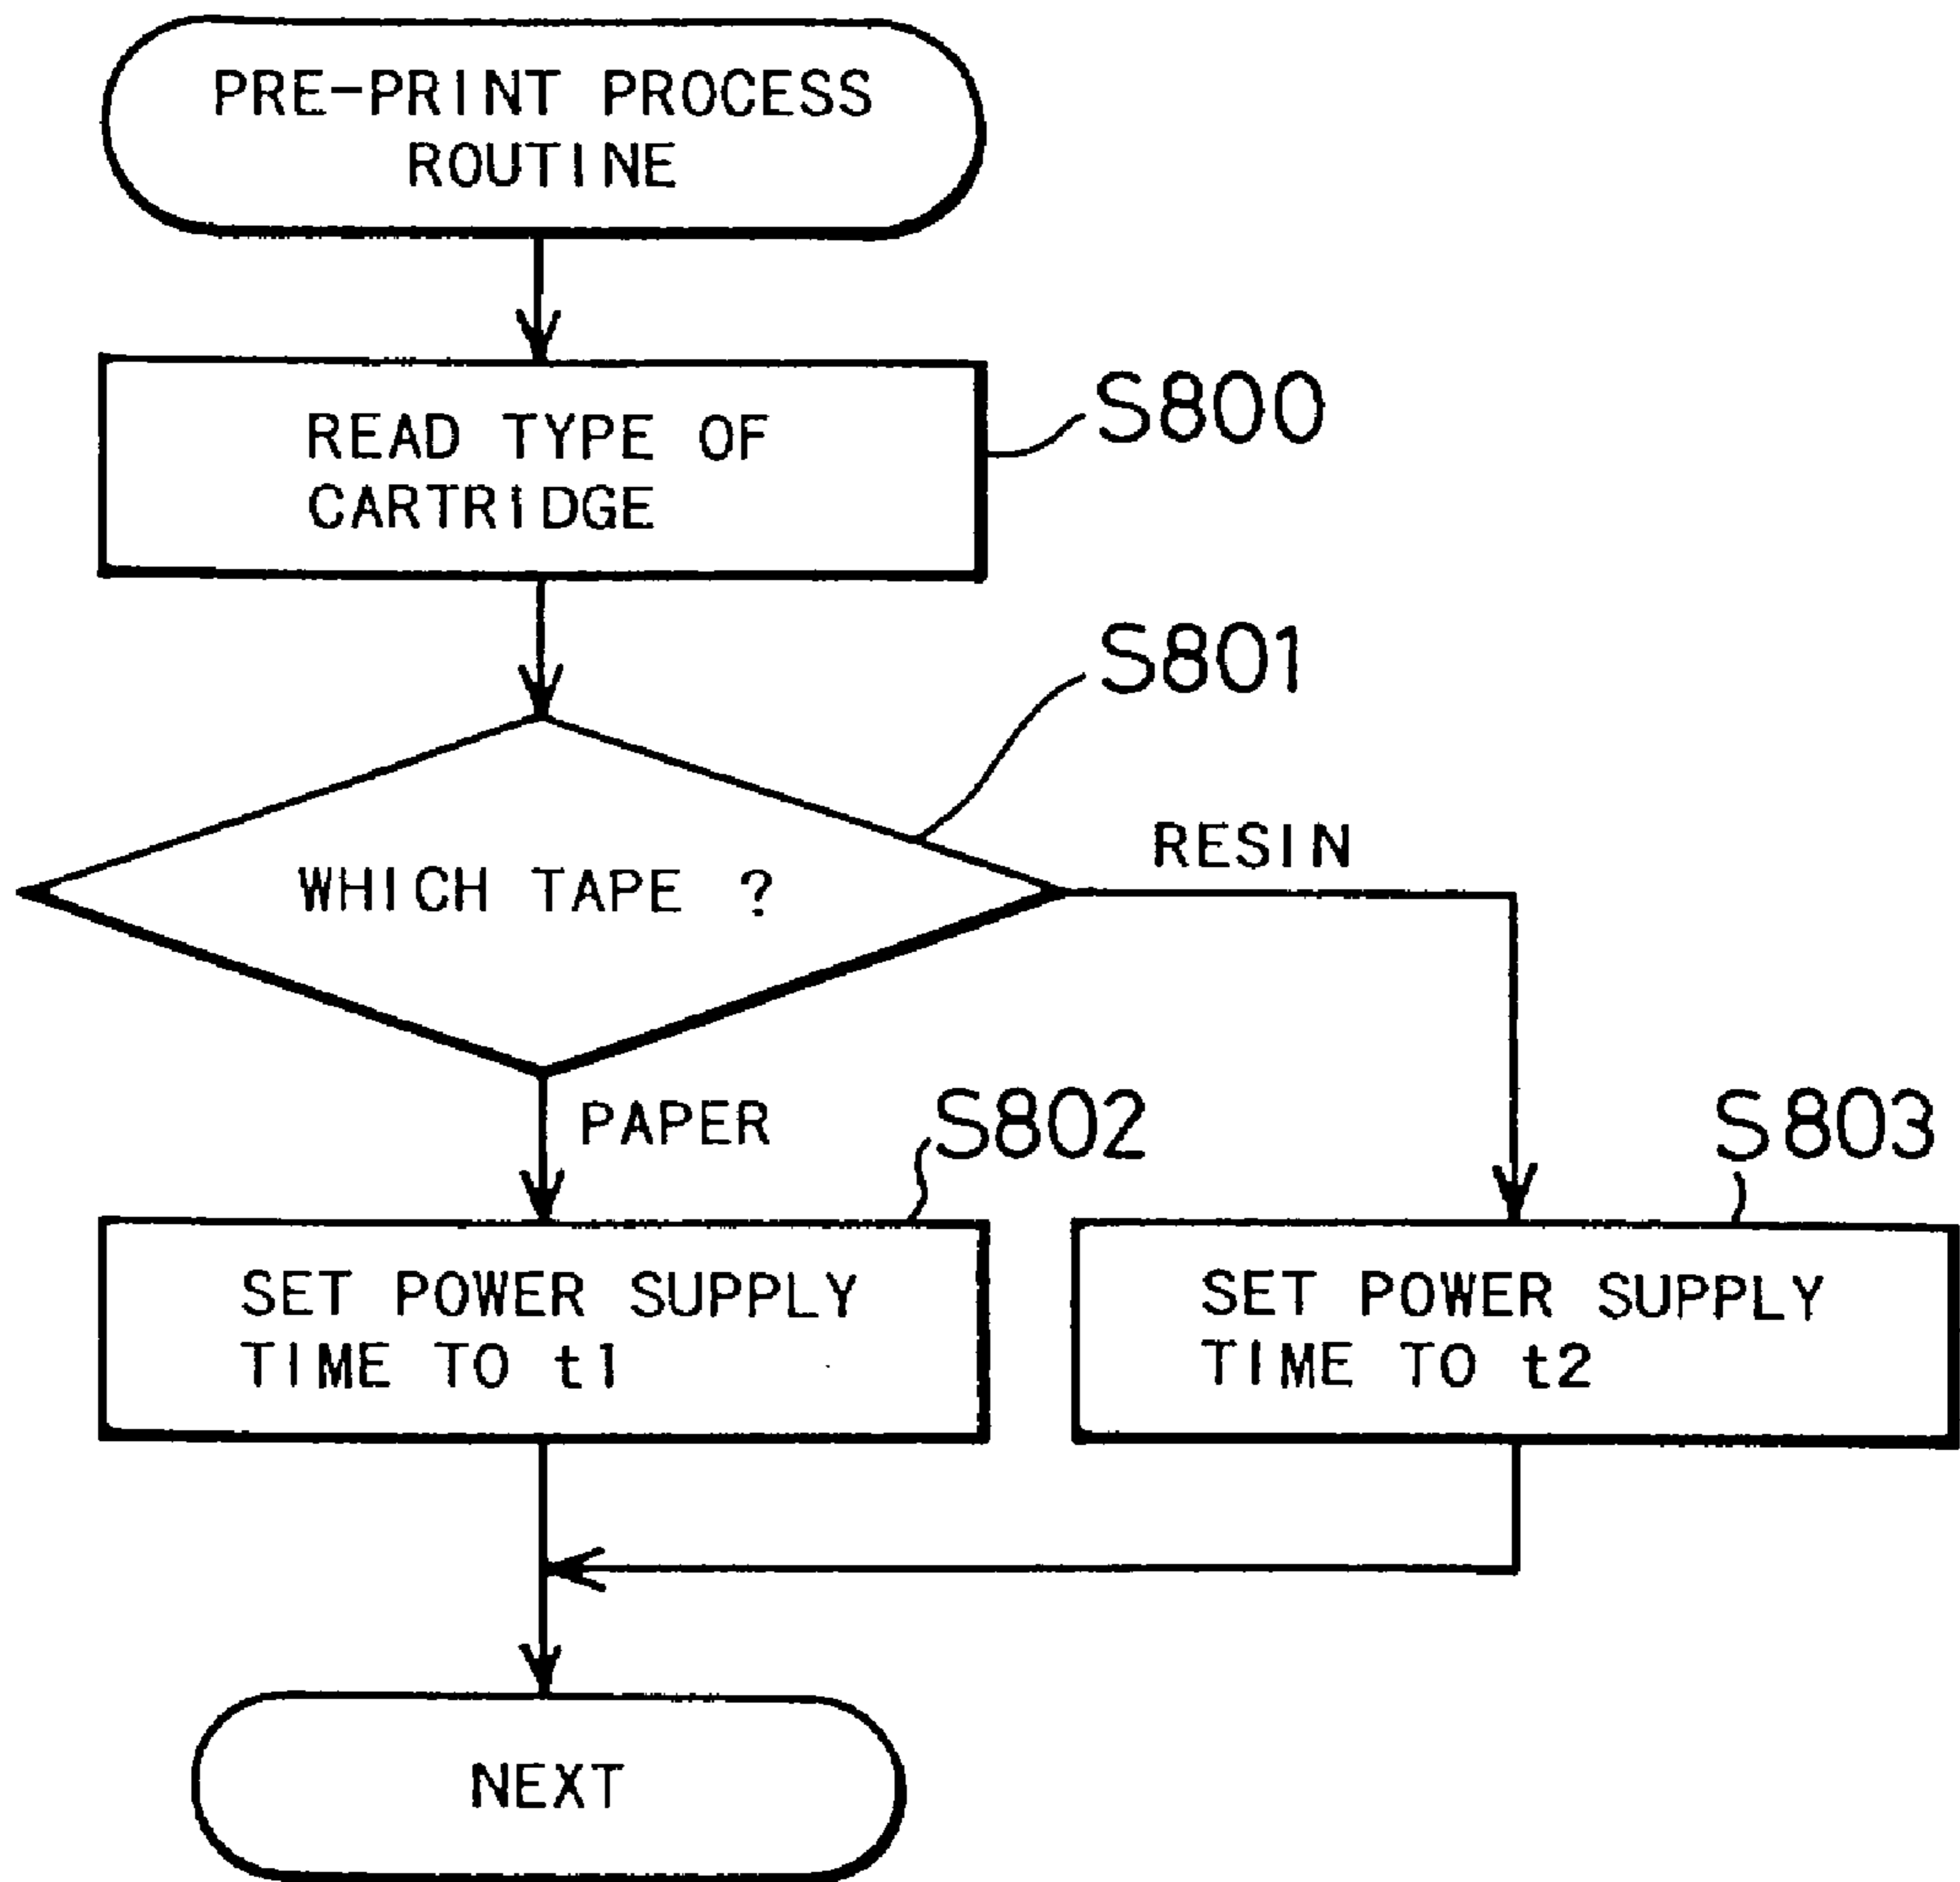 PRE-PRINT PROCESS
ROUTINE
READ TYPE OF
CARTRIDGE
S800
S801
WHICH TAPE ?
RESIN
PAPER
S802
S803
SET POWER SUPPLY
TIME TO t1
SET POWER SUPPLY
TIME TO t2
NEXT